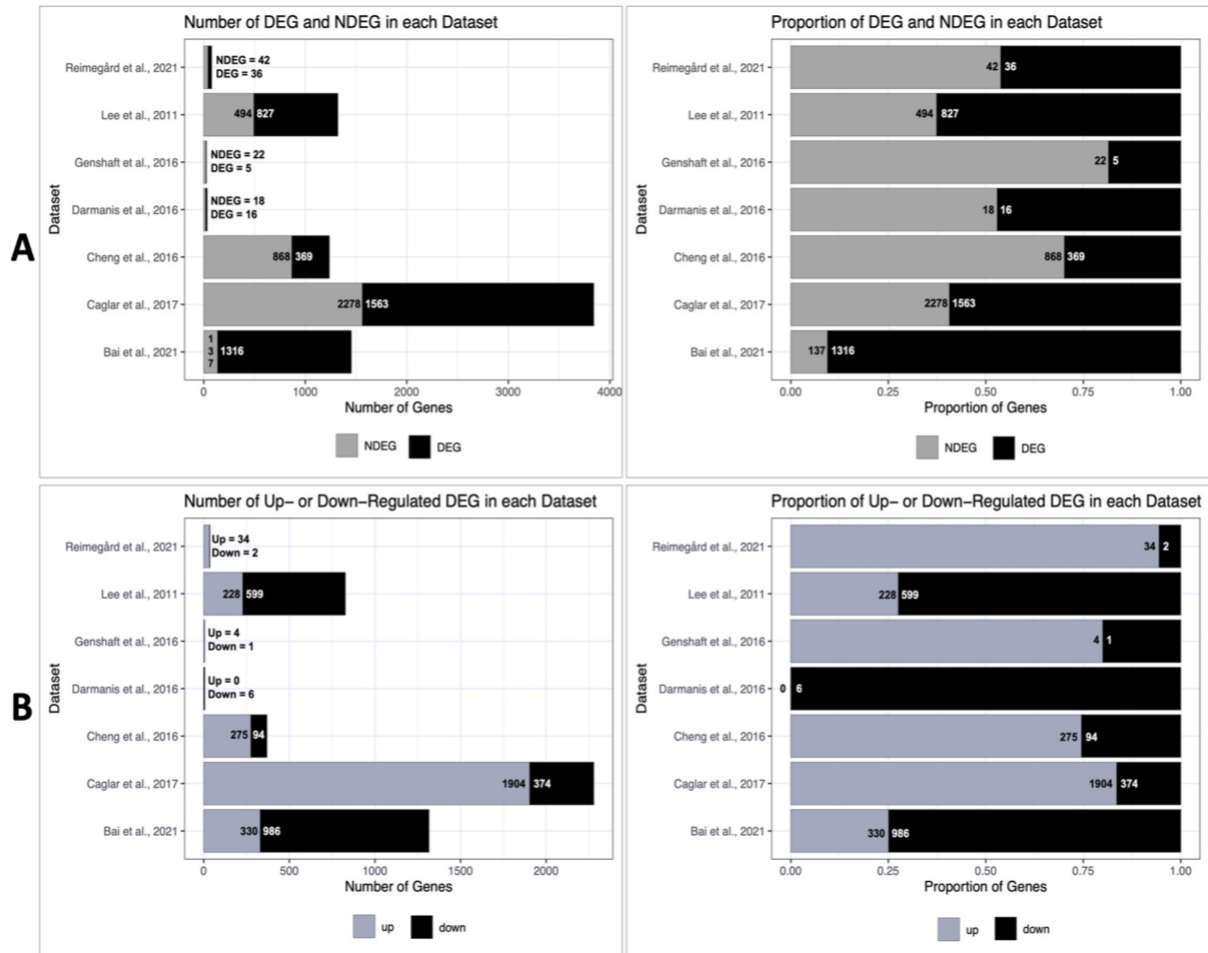 Number of DEG and NDEG in each Dataset
Reimegård et al., 2021
NDEG = 42
DEG = 36
Lee et al., 2011
494 827
Genshaft et al., 2016
NDEG = 22
DEG = 5
Darmanis et al., 2016
NDEG = 18
DEG = 16
Cheng et al., 2016
868 369
Caglar et al., 2017
2278 1563
Bai et al., 2021
1
3
7
1316
Dataset
0 1000 2000 3000 4000
Number of Genes
NDEG DEG
Proportion of DEG and NDEG in each Dataset
Reimegård et al., 2021
42 36
Lee et al., 2011
494 827
Genshaft et al., 2016
22 5
Darmanis et al., 2016
18 16
Cheng et al., 2016
868 369
Caglar et al., 2017
2278 1563
Bai et al., 2021
137 1316
Dataset
0.00 0.25 0.50 0.75 1.00
Proportion of Genes
NDEG DEG
A
Number of Up- or Down-Regulated DEG in each Dataset
Reimegård et al., 2021
Up = 34
Down = 2
Lee et al., 2011
228 599
Genshaft et al., 2016
Up = 4
Down = 1
Darmanis et al., 2016
Up = 0
Down = 6
Cheng et al., 2016
275 94
Caglar et al., 2017
1904 374
Bai et al., 2021
330 986
Dataset
0 500 1000 1500 2000
Number of Genes
up down
Proportion of Up- or Down-Regulated DEG in each Dataset
Reimegård et al., 2021
34 2
Lee et al., 2011
228 599
Genshaft et al., 2016
4 1
Darmanis et al., 2016
0 6
Cheng et al., 2016
275 94
Caglar et al., 2017
1904 374
Bai et al., 2021
330 986
Dataset
0.00 0.25 0.50 0.75 1.00
Proportion of Genes
up down
B